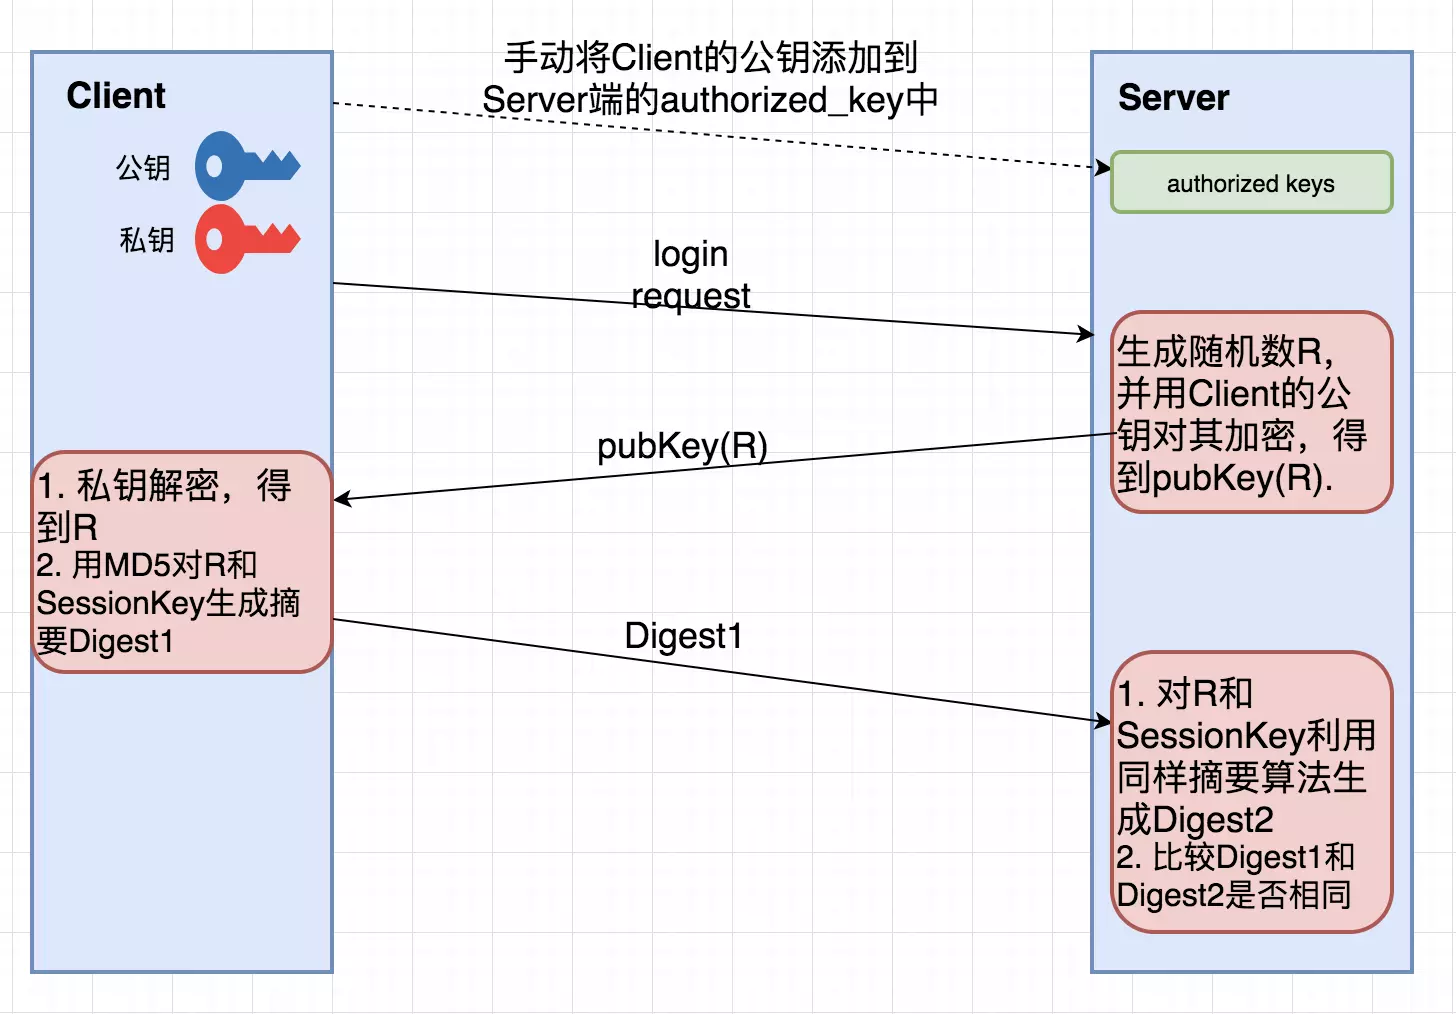 手动将Client的公钥添加到
Server端的authorized_key中
Client
公钥
私钥
Server
authorized keys
login
request
生成随机数R,
并用Client的公
钥对其加密，得
到pubKey(R).
pubKey(R)
1. 私钥解密，得
到R
2. 用MD5对R和
SessionKey生成摘
要Digest1
Digest1
1. 对R和
SessionKey利用
同样摘要算法生
成Digest2
2. 比较Digest1和
Digest2是否相同